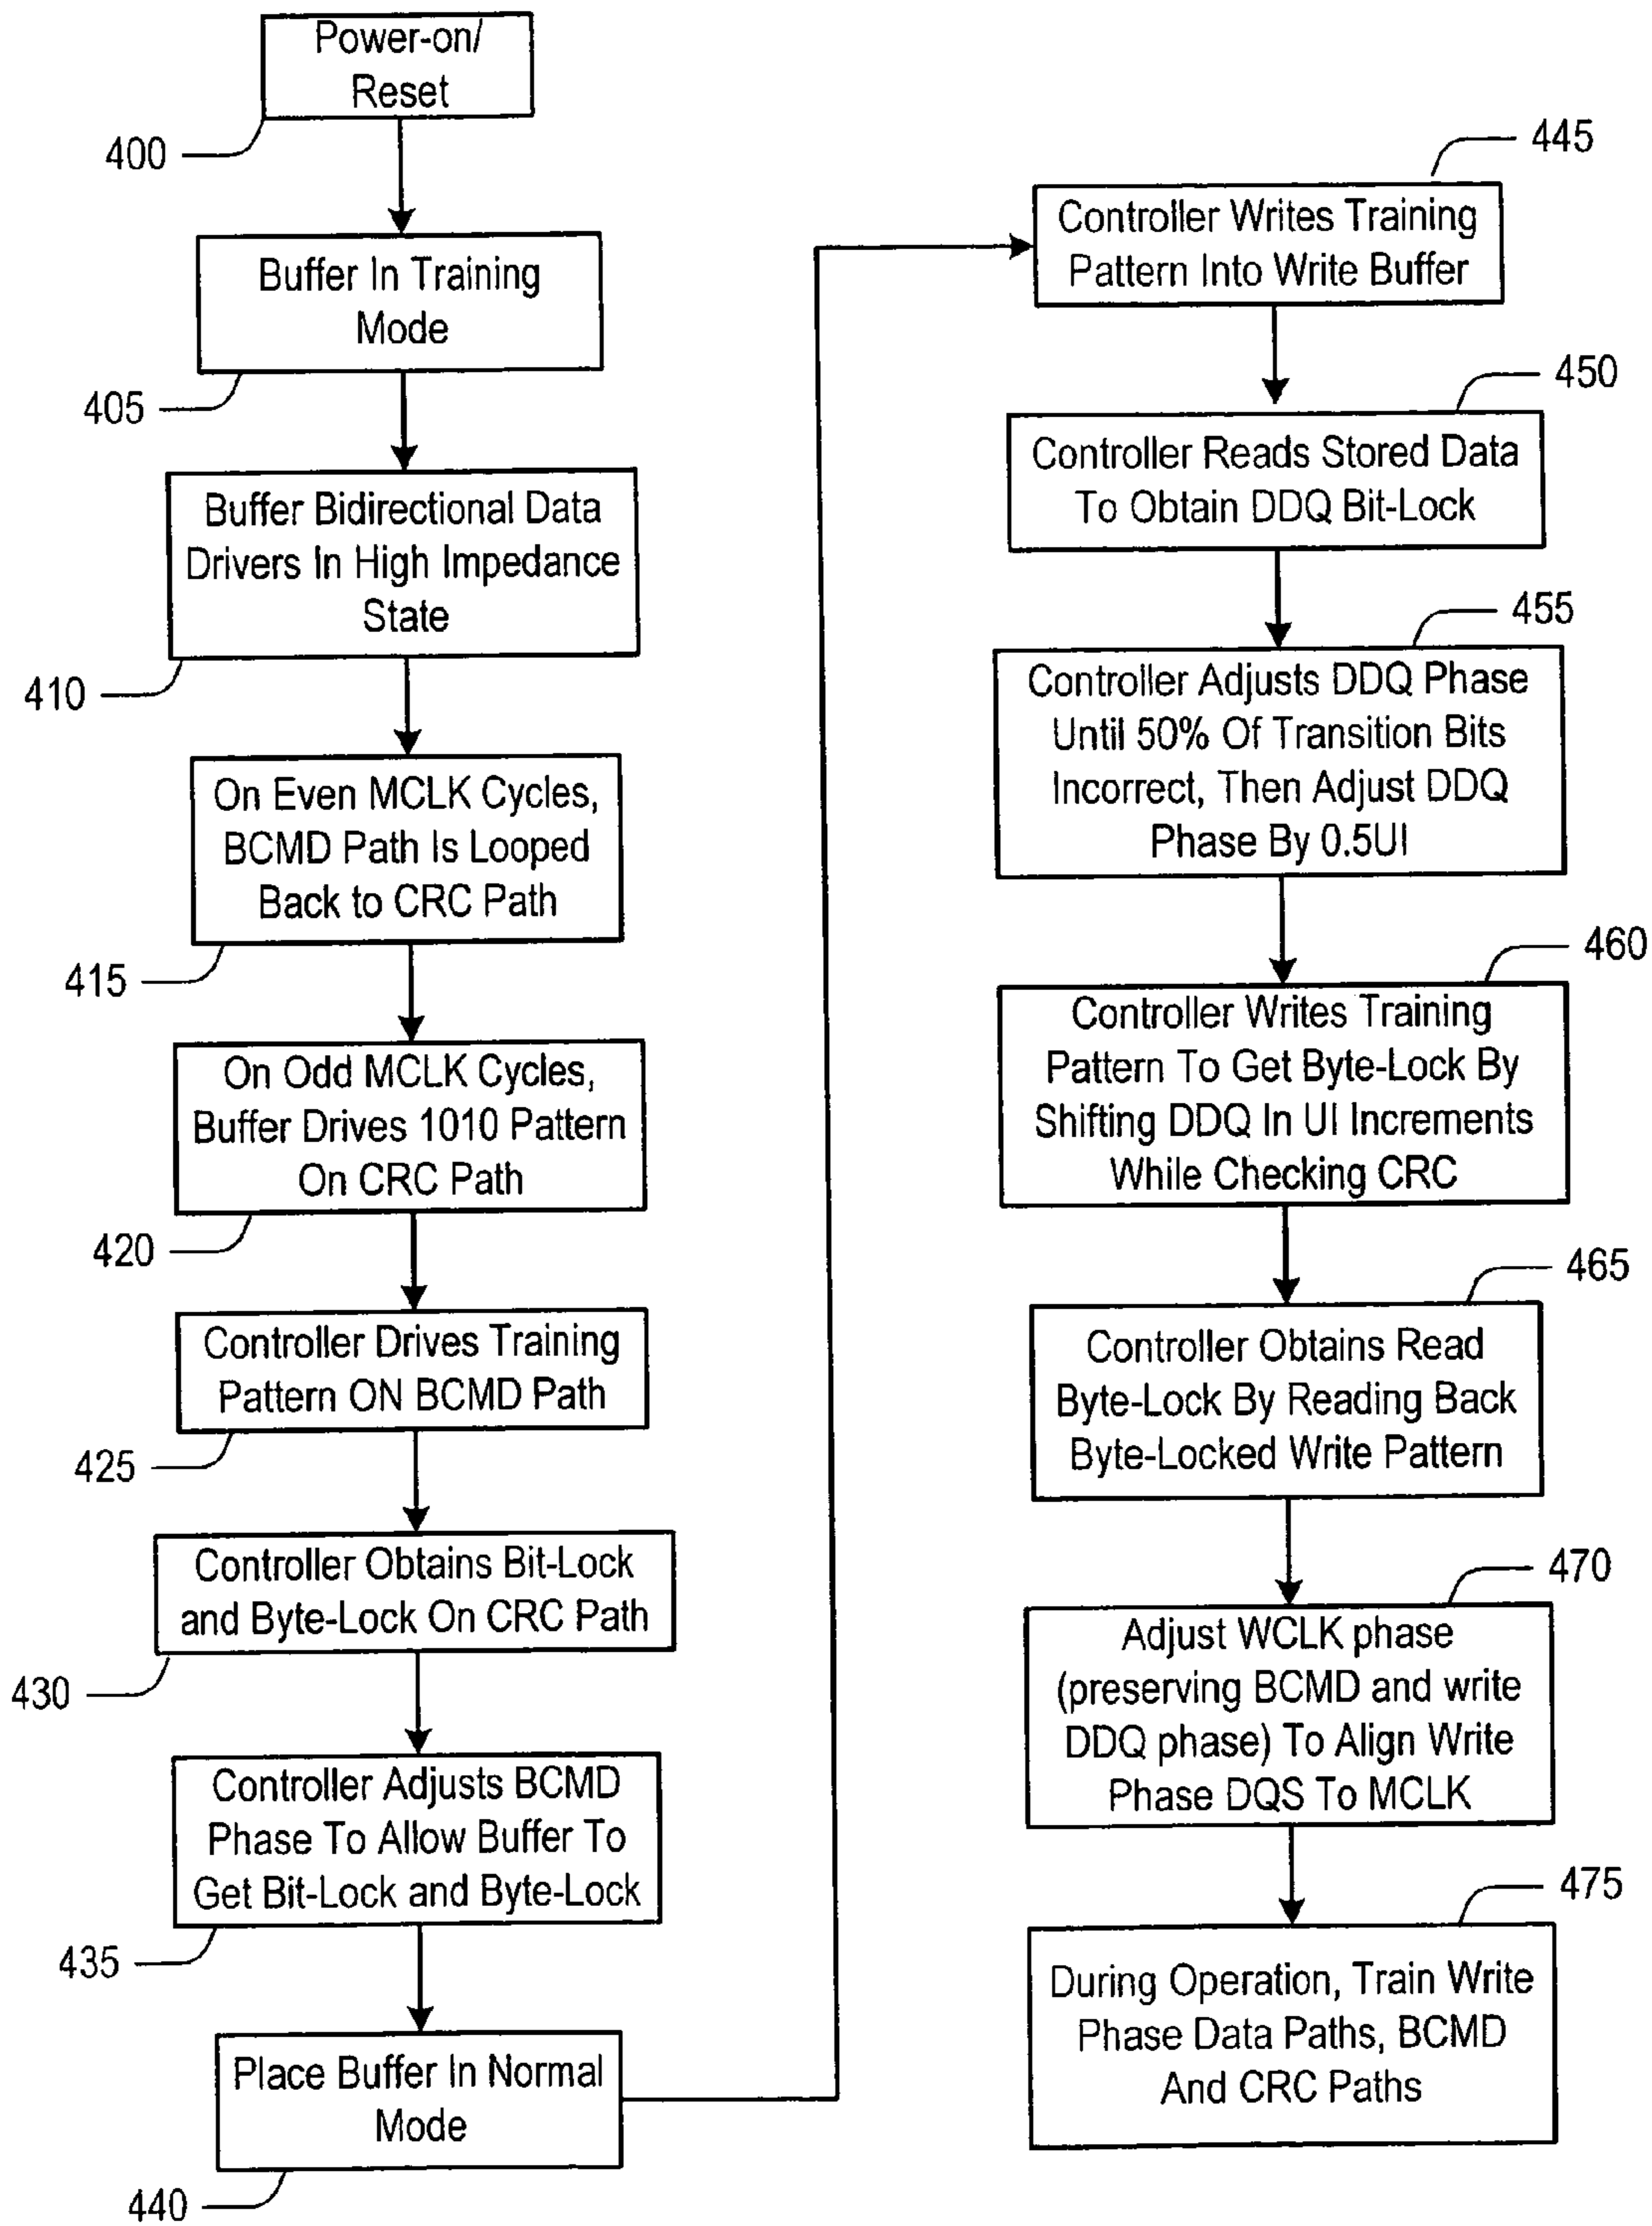 Power-on/
Reset
400
Buffer In Training
Mode
405
Buffer Bidirectional Data
Drivers In High Impedance
State
410
On Even MCLK Cycles,
BCMD Path Is Looped
Back to CRC Path
415
On Odd MCLK Cycles,
Buffer Drives 1010 Pattern
On CRC Path
420
Controller Drives Training
Pattern ON BCMD Path
425
Controller Obtains Bit-Lock
and Byte-Lock On CRC Path
430
Controller Adjusts BCMD
Phase To Allow Buffer To
Get Bit-Lock and Byte-Lock
435
Place Buffer In Normal
Mode
440
445
Controller Writes Training
Pattern Into Write Buffer
450
Controller Reads Stored Data
To Obtain DDQ Bit-Lock
455
Controller Adjusts DDQ Phase
Until 50% Of Transition Bits
Incorrect, Then Adjust DDQ
Phase By 0.5UI
460
Controller Writes Training
Pattern To Get Byte-Lock By
Shifting DDQ In UI Increments
While Checking CRC
465
Controller Obtains Read
Byte-Lock By Reading Back
Byte-Locked Write Pattern
470
Adjust WCLK phase
(preserving BCMD and write
DDQ phase) To Align Write
Phase DQS To MCLK
475
During Operation, Train Write
Phase Data Paths, BCMD
And CRC Paths